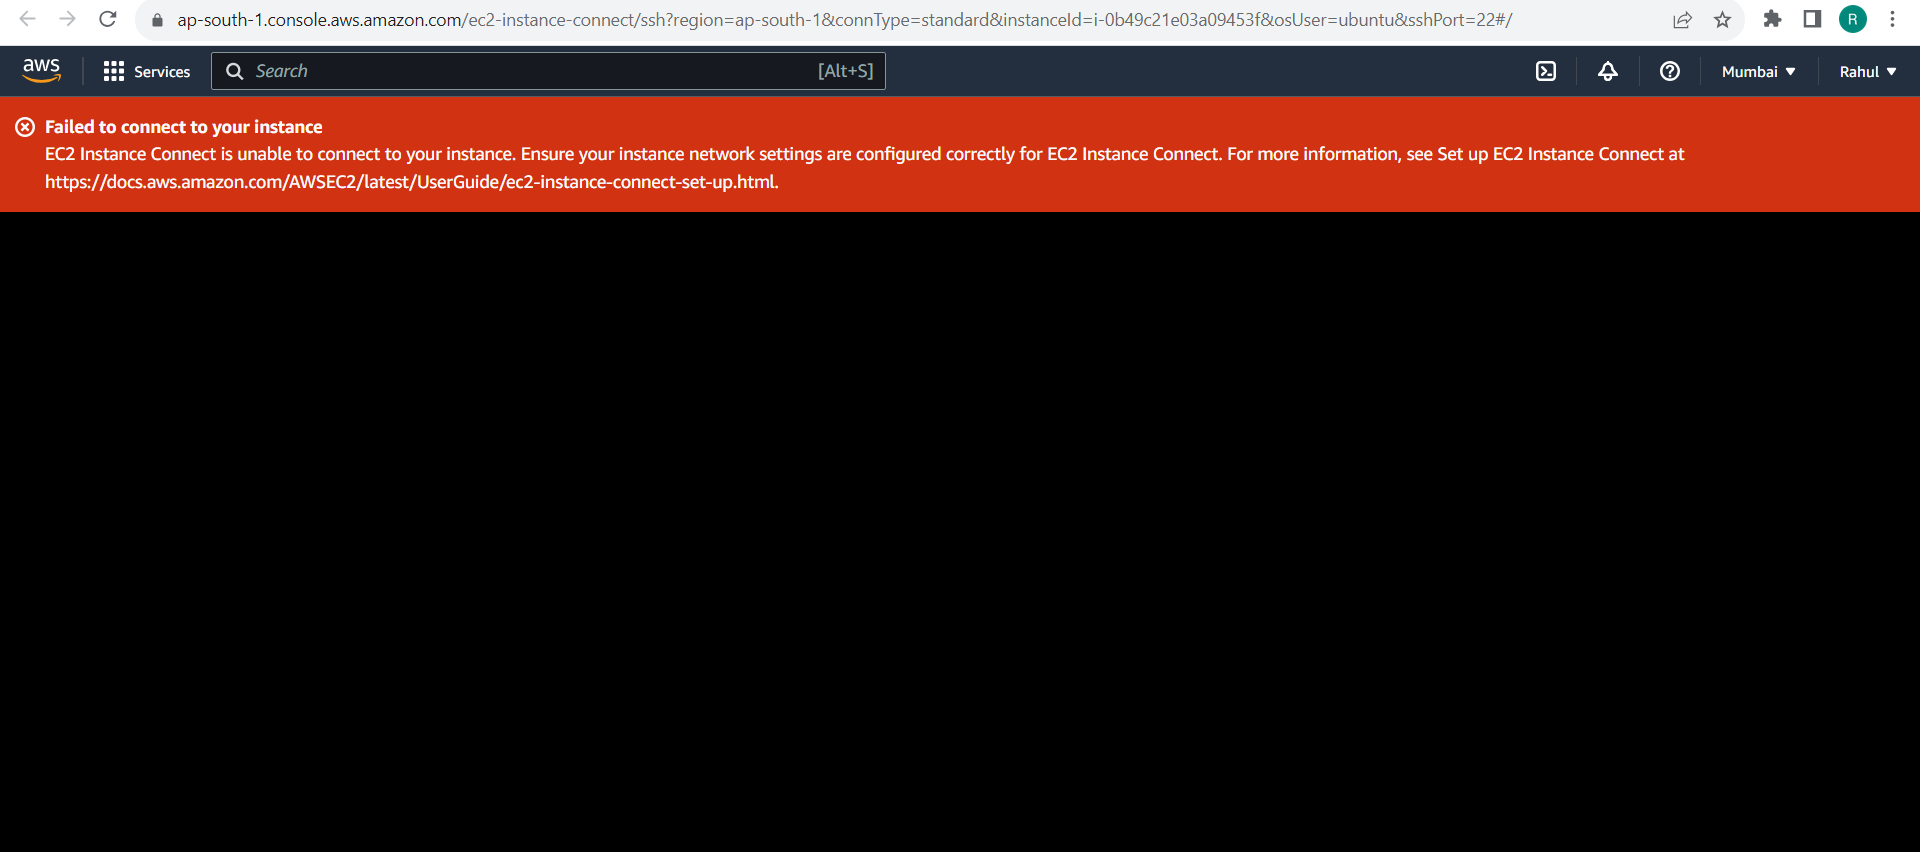 ap-south-1.console.aws.amazon.com/ec2-instance-connect/ssh?region=ap-south-1&connType=standard&instanceId=i-0b49c21e03a09453f&osUser=ubuntu&sshPort=22#/
R
aws
Services
Search
[Alt+S]
Mumbai
Rahul
Failed to connect to your instance
EC2 Instance Connect is unable to connect to your instance. Ensure your instance network settings are configured correctly for EC2 Instance Connect. For more information, see Set up EC2 Instance Connect at
https://docs.aws.amazon.com/AWSEC2/latest/UserGuide/ec2-instance-connect-set-up.html.